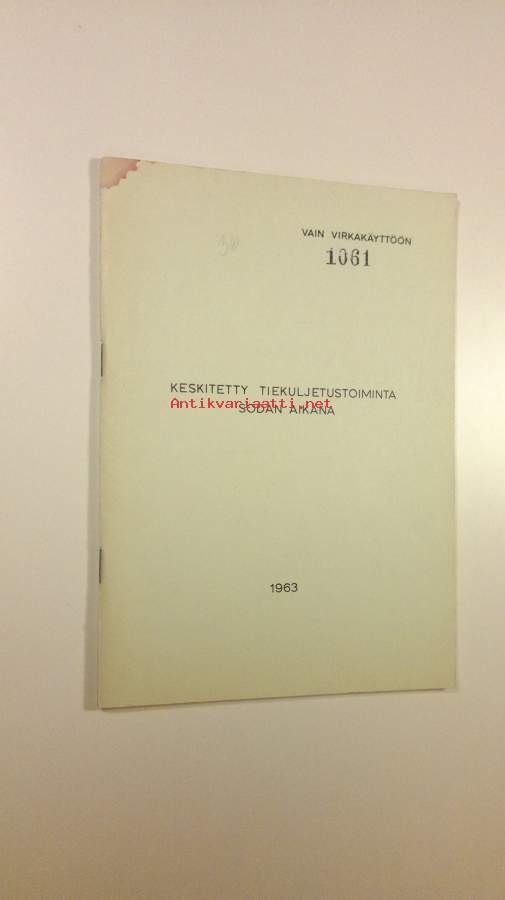 VAIN VIRKAKÄYTTÖÖN
1061
KESKITETTY TIEKULJETUSTOIMINTA
Antikvariaatti.net
SODAN AIKANA
1963